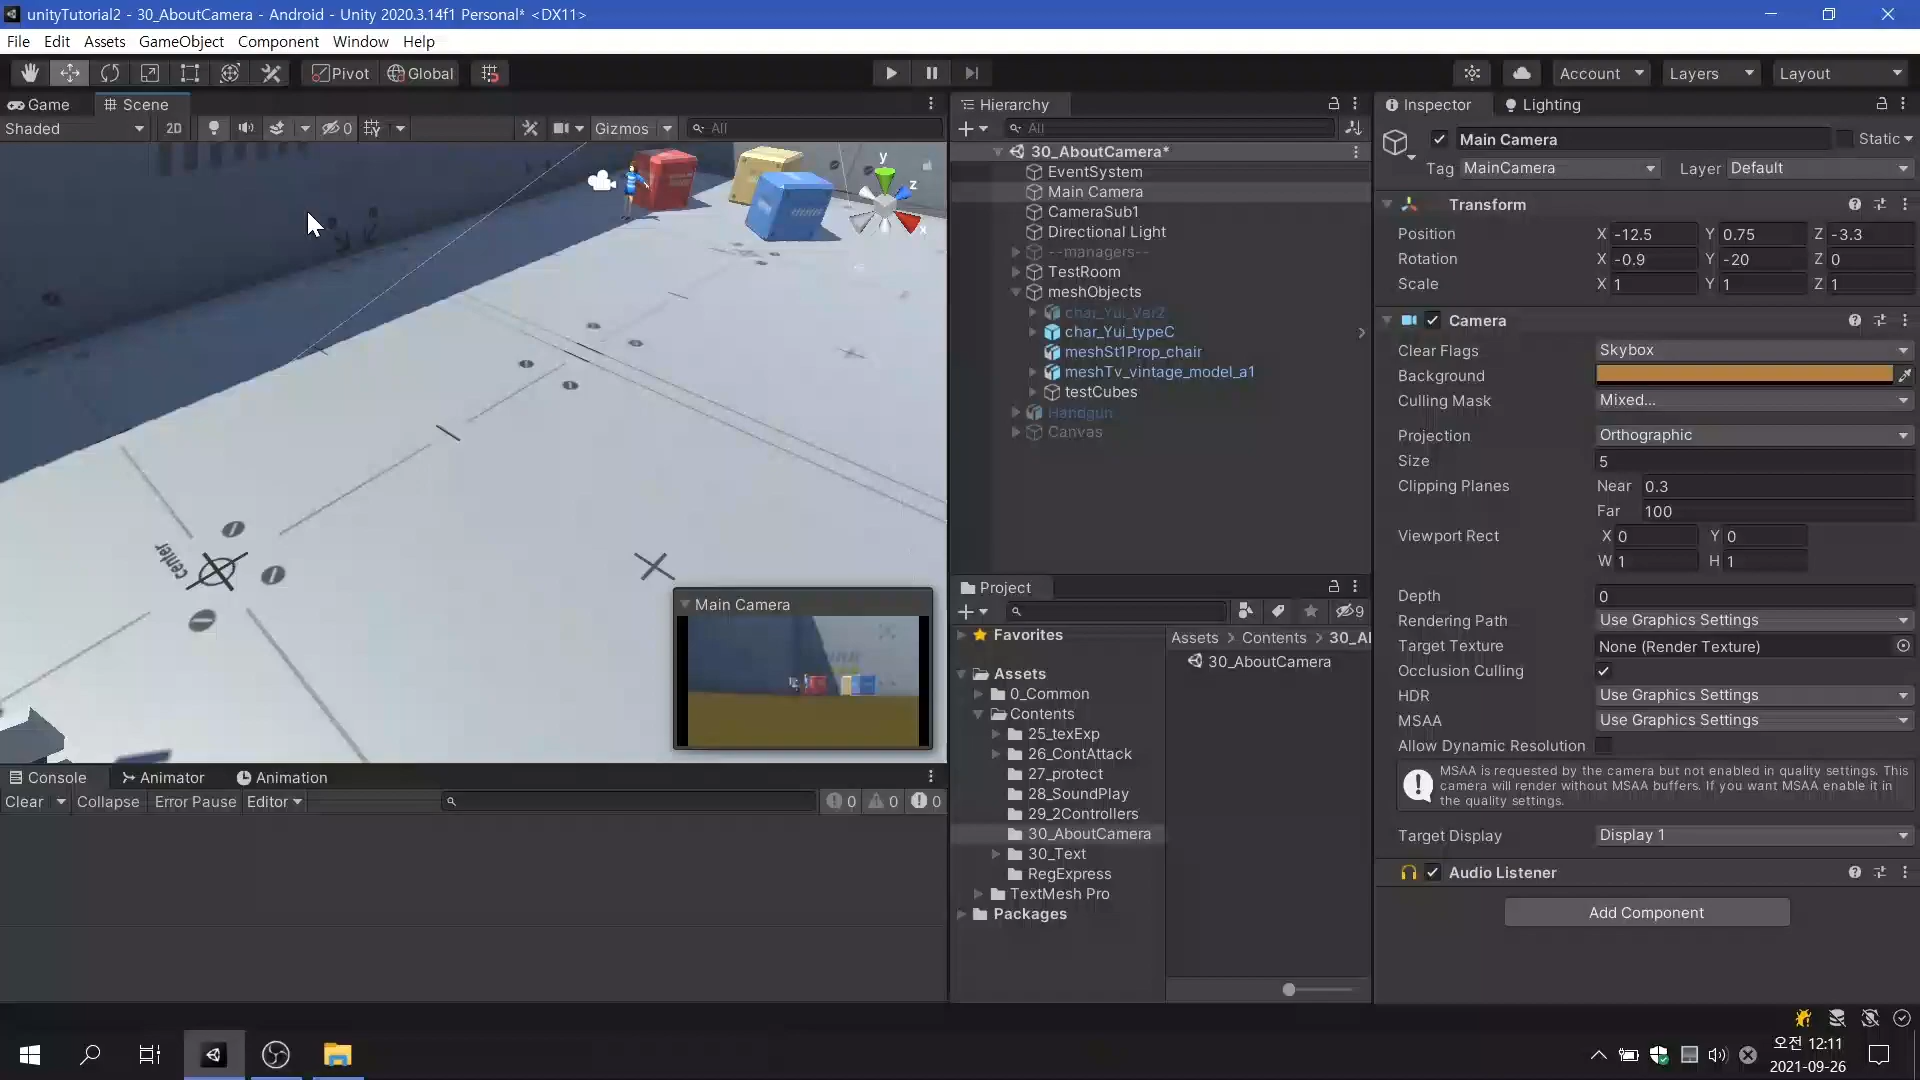 unityTutorial2 - 30_AboutCamera - Android - Unity 2020.3.14f1 Personal* <DX11>
File Edit Assets GameObject Component Window Help
Pivot Global Account Layers Layout
Game Scene
Shaded 2D 0 Gizmos All
y
z
x
center
Main Camera
Console Animator Animation
Clear Collapse Error Pause Editor 0 0 0
Hierarchy
All
30_AboutCamera*
EventSystem
Main Camera
CameraSub1
Directional Light
--managers--
TestRoom
meshObjects
char_Yui_Ver2
char_Yui_typeC
meshSt1Prop_chair
meshTv_vintage_model_a1
testCubes
Handgun
Canvas
Project
9
Favorites
Assets
0_Common
Contents
25_texExp
26_ContAttack
27_protect
28_SoundPlay
29_2Controllers
30_AboutCamera
30_Text
RegExpress
TextMesh Pro
Packages
Assets > Contents > 30_Al
30_AboutCamera
Inspector Lighting
Main Camera Static
Tag MainCamera Layer Default
Transform
Position X -12.5 Y 0.75 Z -3.3
Rotation X -0.9 Y -20 Z 0
Scale X 1 Y 1 Z 1
Camera
Clear Flags Skybox
Background
Culling Mask Mixed...
Projection Orthographic
Size 5
Clipping Planes Near 0.3
Far 100
Viewport Rect X 0 Y 0
W 1 H 1
Depth 0
Rendering Path Use Graphics Settings
Target Texture None (Render Texture)
Occlusion Culling
HDR Use Graphics Settings
MSAA Use Graphics Settings
Allow Dynamic Resolution
MSAA is requested by the camera but not enabled in quality settings. This
camera will render without MSAA buffers. If you want MSAA enable it in
the quality settings.
Target Display Display 1
Audio Listener
Add Component
오전 12:11
2021-09-26